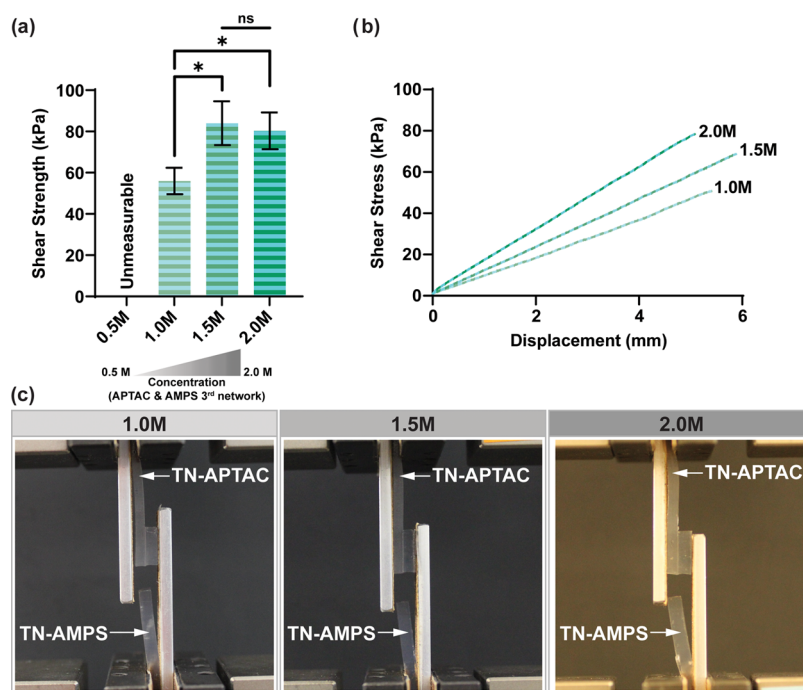 (a)
ns
*
*
Shear Strength (kPa)
100
80
60
40
20
0
Unmeasurable
0.5M
1.0M
1.5M
2.0M
0.5 M
2.0 M
Concentration
(APTAC & AMPS 3rd network)
(b)
Shear Stress (kPa)
100
80
60
40
20
0
2.0M
1.5M
1.0M
0
2
4
6
Displacement (mm)
(c)
1.0M
1.5M
2.0M
TN-APTAC
TN-APTAC
TN-APTAC
TN-AMPS
TN-AMPS
TN-AMPS